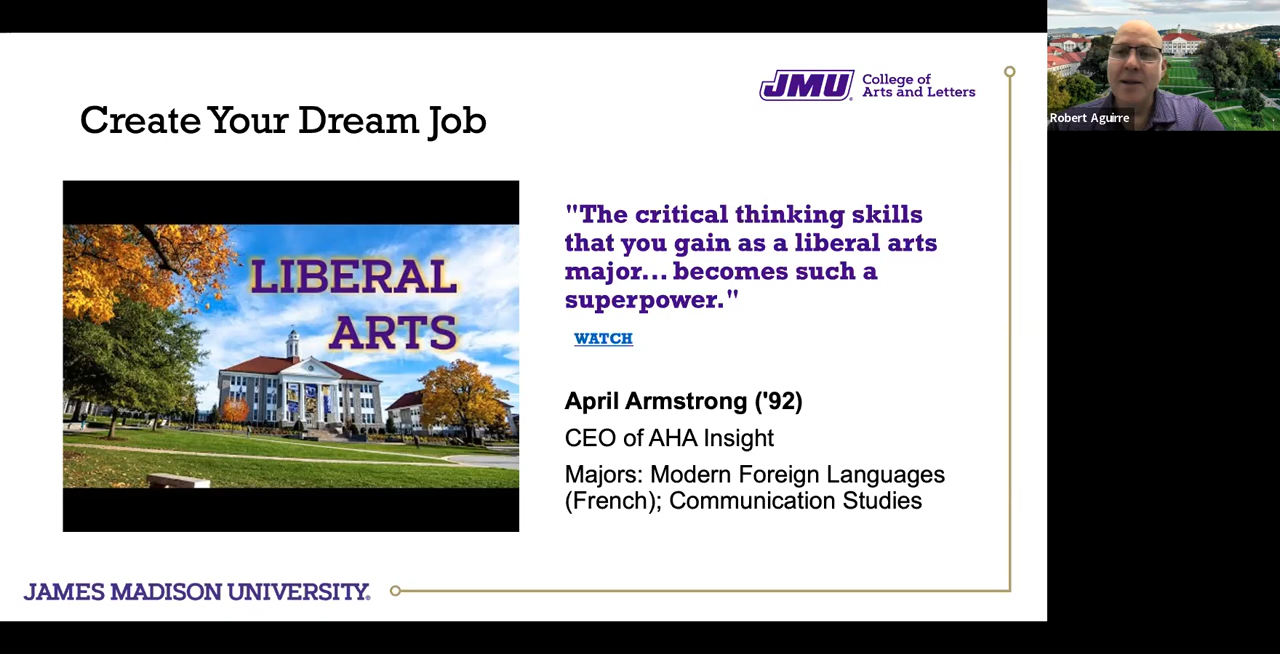 JMU College of
Arts and Letters
Create Your Dream Job
LIBERAL
ARTS
"The critical thinking skills
that you gain as a liberal arts
major... becomes such a
superpower."
WATCH
April Armstrong ('92)
CEO of AHA Insight
Majors: Modern Foreign Languages
(French); Communication Studies
JAMES MADISON UNIVERSITY®
Robert Aguirre